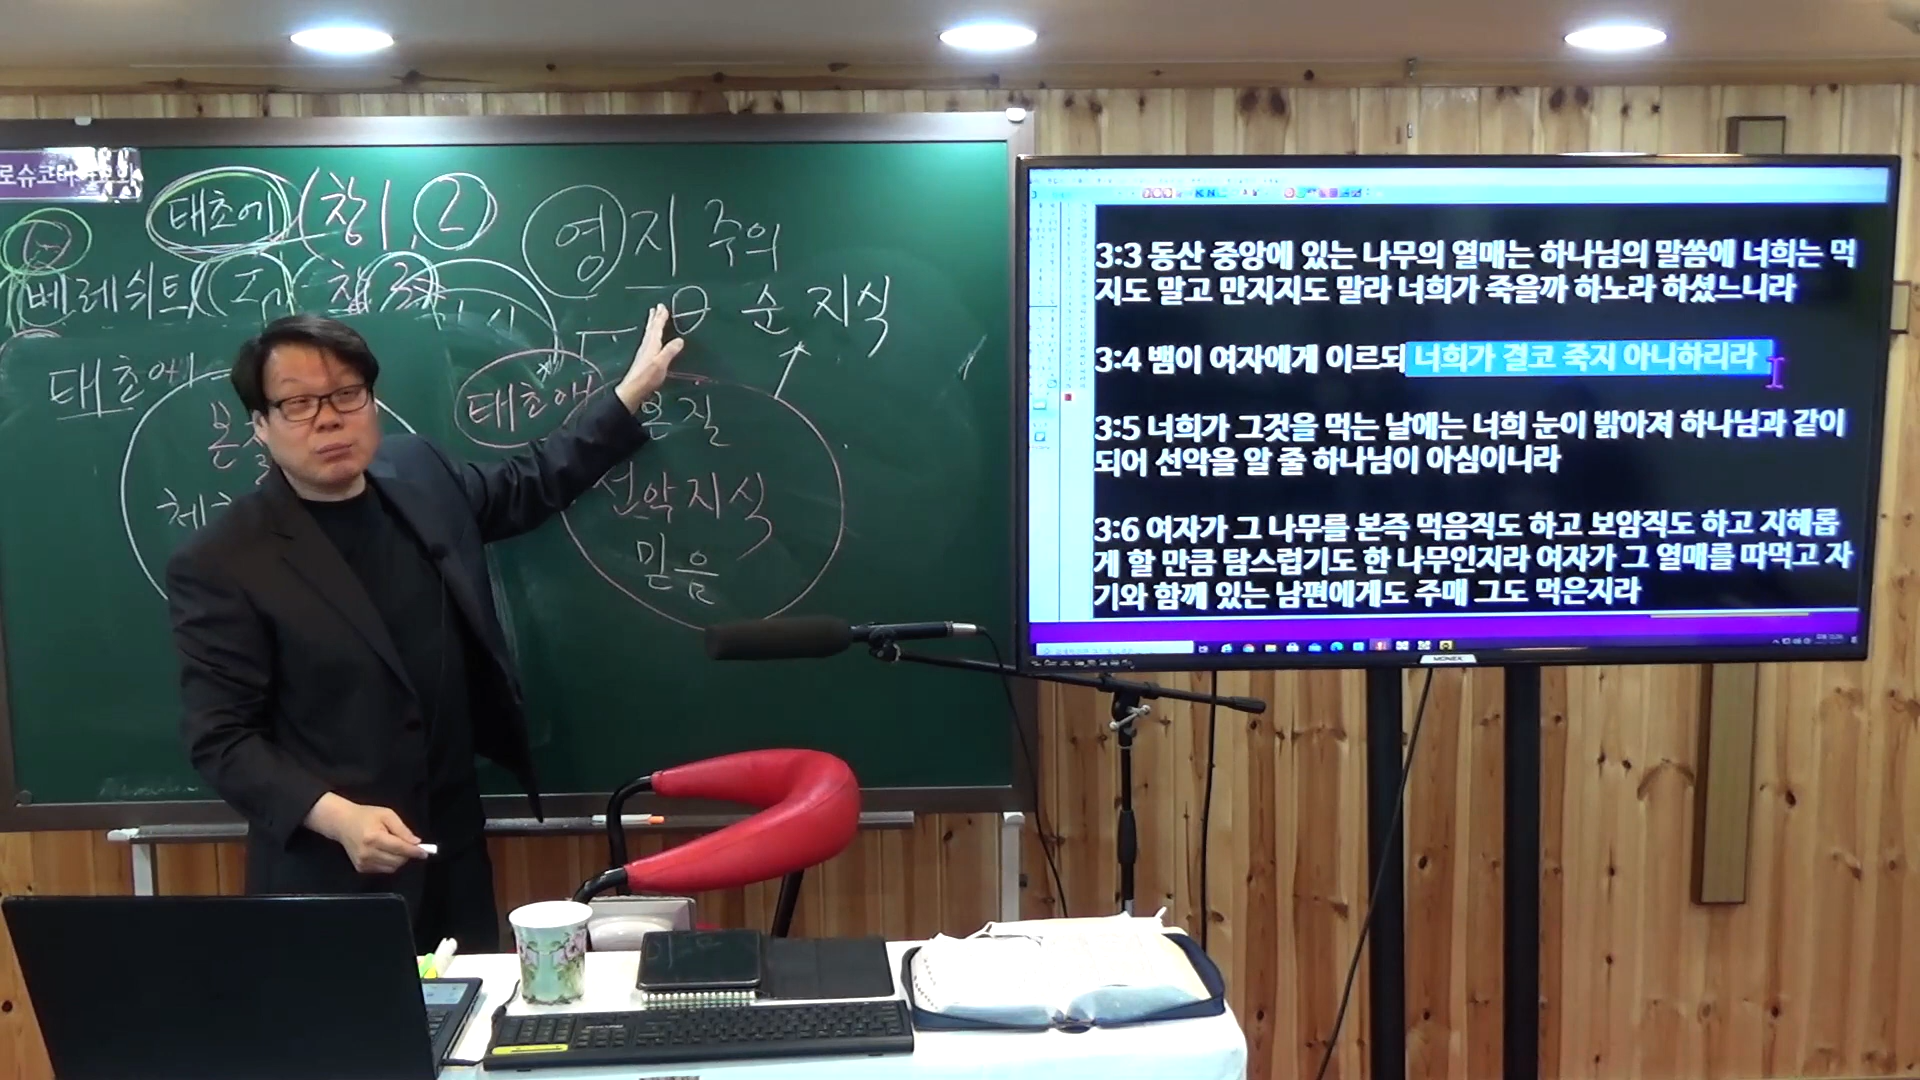 태초에 (창1, 2
영지주의
베레쉬트
순 지식
태초에
태초에
본질
선악지식
믿음
3:3 동산 중앙에 있는 나무의 열매는 하나님의 말씀에 너희는 먹
지도 말고 만지지도 말라 너희가 죽을까 하노라 하셨느니라
3:4 뱀이 여자에게 이르되 너희가 결코 죽지 아니하리라
3:5 너희가 그것을 먹는 날에는 너희 눈이 밝아져 하나님과 같이
되어 선악을 알 줄 하나님이 아심이니라
3:6 여자가 그 나무를 본즉 먹음직도 하고 보암직도 하고 지혜롭
게 할 만큼 탐스럽기도 한 나무인지라 여자가 그 열매를 따먹고 자
기와 함께 있는 남편에게도 주매 그도 먹은지라